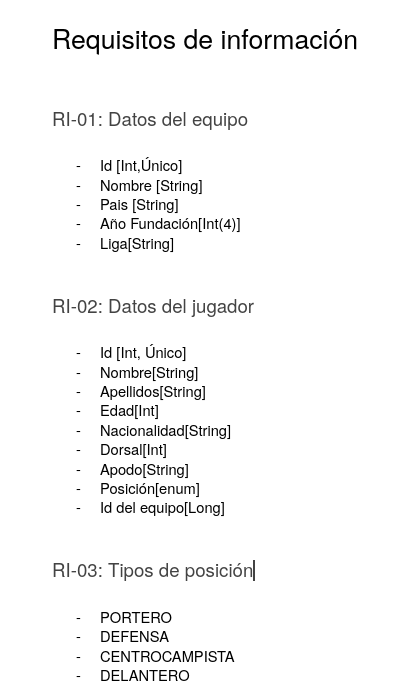 Requisitos de información
RI-01: Datos del equipo
- Id [Int,Único]
- Nombre [String]
- Pais [String]
- Año Fundación[Int(4)]
- Liga[String]
RI-02: Datos del jugador
- Id [Int, Único]
- Nombre[String]
- Apellidos[String]
- Edad[Int]
- Nacionalidad[String]
- Dorsal[Int]
- Apodo[String]
- Posición[enum]
- Id del equipo[Long]
RI-03: Tipos de posición
- PORTERO
- DEFENSA
- CENTROCAMPISTA
- DELANTERO